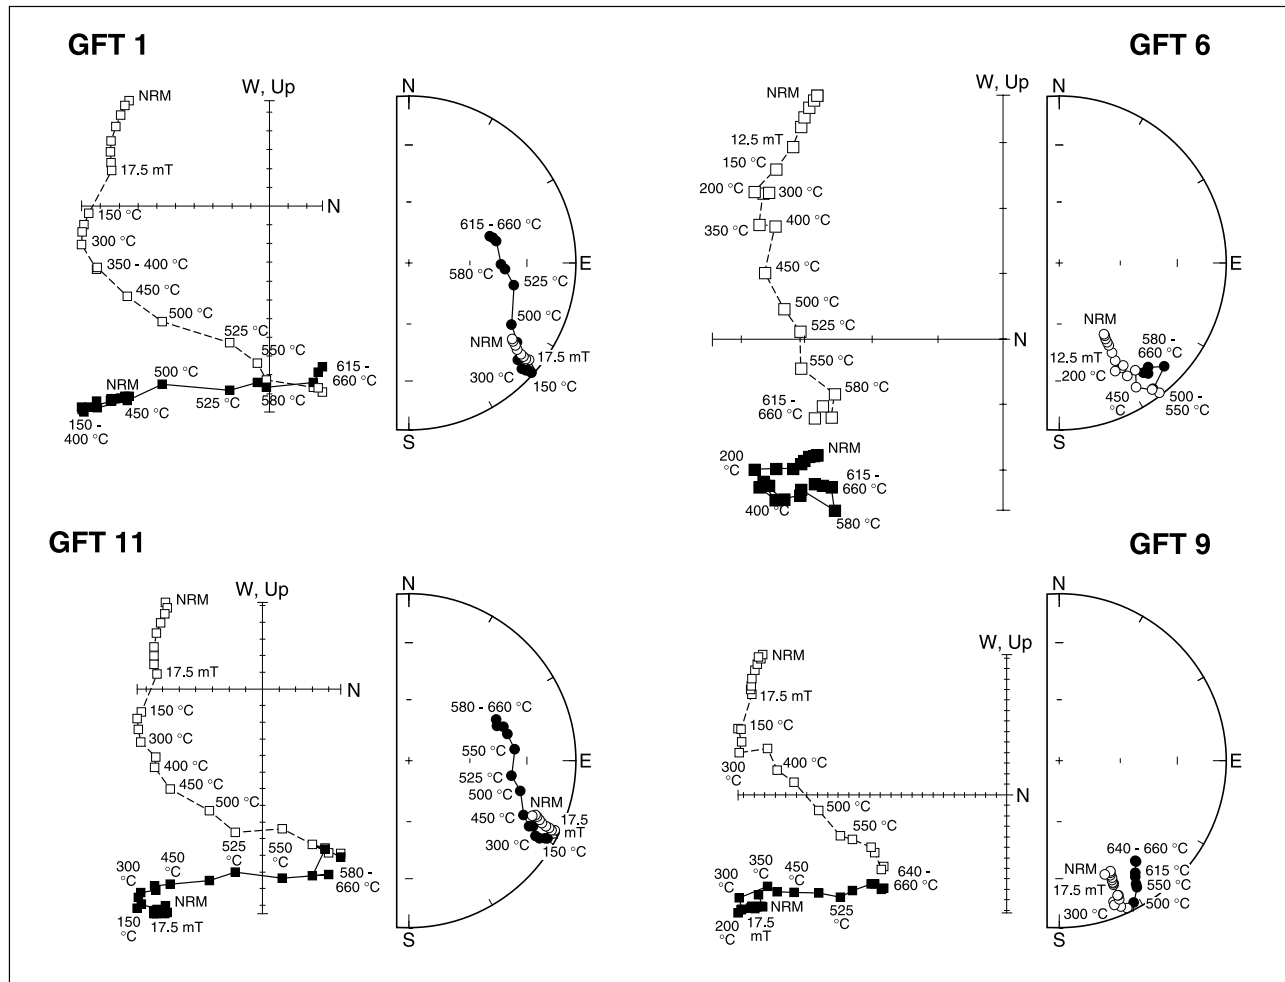 GFT 1
W, Up
NRM
17.5 mT
N
150 °C
300 °C
350 - 400 °C
450 °C
500 °C
525 °C
550 °C
615 -
660 °C
NRM
500 °C
450 °C
525 °C
580 °C
150 -
400 °C
N
615 - 660 °C
E
580 °C
525 °C
500 °C
NRM
17.5 mT
300 °C
150 °C
S
GFT 6
W, Up
NRM
12.5 mT
150 °C
200 °C
300 °C
350 °C
400 °C
450 °C
500 °C
525 °C
N
550 °C
580 °C
615 -
660 °C
NRM
200
°C
615 -
660 °C
400 °C
580 °C
N
E
NRM
580 -
660 °C
12.5 mT
200 °C
450
°C
500 -
550 °C
S
GFT 11
W, Up
NRM
17.5 mT
N
150 °C
300 °C
400 °C
450 °C
500 °C
525
°C
550
°C
450
°C
300
°C
580 -
660 °C
NRM
150
°C
17.5 mT
N
580 - 660 °C
E
550 °C
525 °C
500 °C
NRM
450 °C
17.5
mT
300 °C
150 °C
S
GFT 9
W, Up
NRM
17.5 mT
150 °C
300
°C
400 °C
N
500 °C
550 °C
350
°C
450
°C
300
°C
640 -
660 °C
NRM
525
°C
200
°C
17.5
mT
N
E
640 - 660 °C
NRM
615 °C
17.5 mT
550 °C
300 °C
500 °C
S